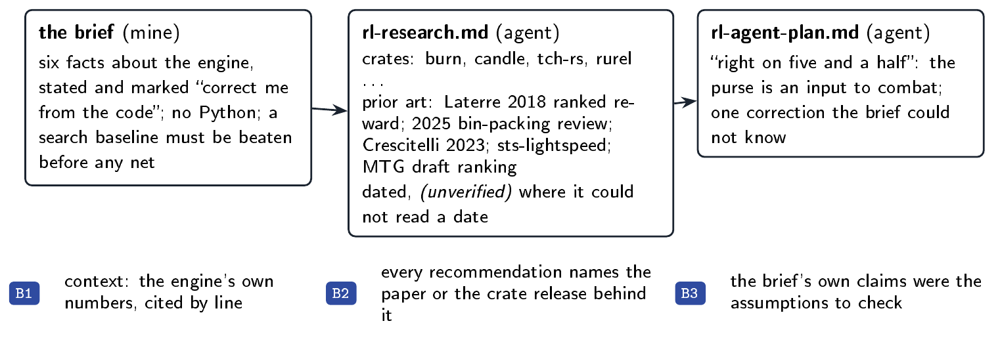 the brief (mine)
six facts about the engine,
stated and marked “correct me
from the code”; no Python; a
search baseline must be beaten
before any net
rl-research.md (agent)
crates: burn, candle, tch-rs, rurel
...
prior art: Laterre 2018 ranked re-
ward; 2025 bin-packing review;
Crescitelli 2023; sts-lightspeed;
MTG draft ranking
dated, (unverified) where it could
not read a date
rl-agent-plan.md (agent)
“right on five and a half”: the
purse is an input to combat;
one correction the brief could
not know
B1
context: the engine’s own
numbers, cited by line
B2
every recommendation names the
paper or the crate release behind
it
B3
the brief’s own claims were the
assumptions to check